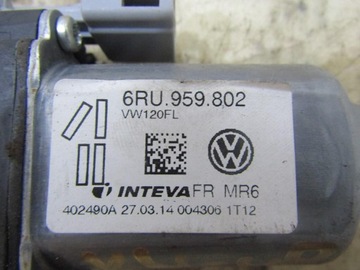 6RU.959.802
VW120FL
INTEVA FR MR6
402490A 27.03.14 004306 1T12